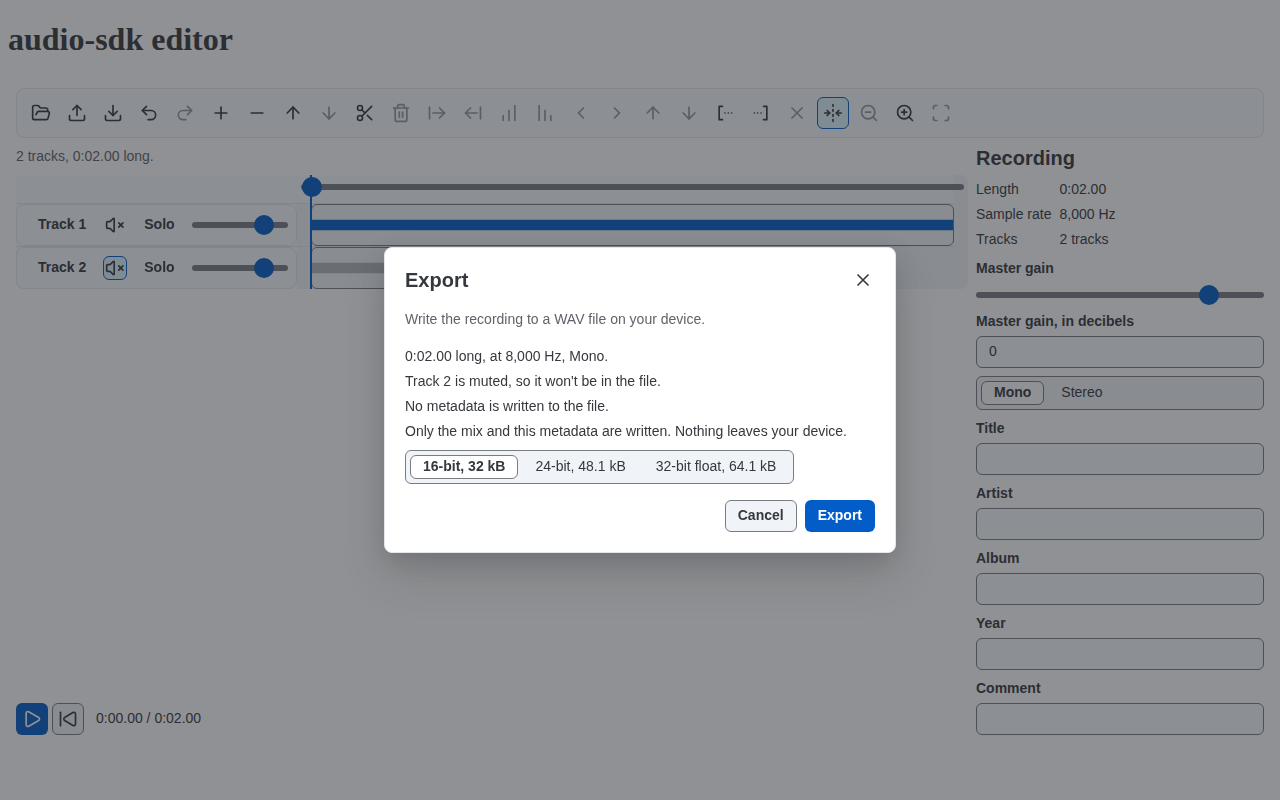 audio-sdk editor
2 tracks, 0:02.00 long.
Track 1 Solo
Track 2 Solo
0:00.00 / 0:02.00
Recording
Length 0:02.00
Sample rate 8,000 Hz
Tracks 2 tracks
Master gain
Master gain, in decibels
0
Mono Stereo
Title
Artist
Album
Year
Comment
Export
Write the recording to a WAV file on your device.
0:02.00 long, at 8,000 Hz, Mono.
Track 2 is muted, so it won't be in the file.
No metadata is written to the file.
Only the mix and this metadata are written. Nothing leaves your device.
16-bit, 32 kB 24-bit, 48.1 kB 32-bit float, 64.1 kB
Cancel Export